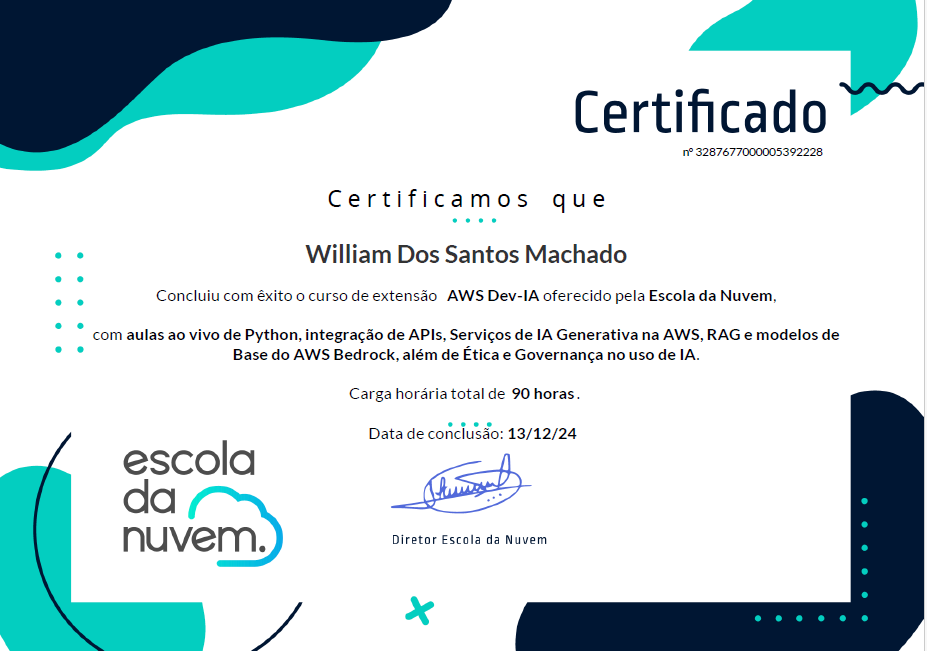 Certificado
nº 3287677000005392228
Certificamos que
William Dos Santos Machado
Concluiu com êxito o curso de extensão AWS Dev-IA oferecido pela Escola da Nuvem,
com aulas ao vivo de Python, integração de APIs, Serviços de IA Generativa na AWS, RAG e modelos de
Base do AWS Bedrock, além de Ética e Governança no uso de IA.
Carga horária total de 90 horas.
Data de conclusão: 13/12/24
escola
da
nuvem.
Diretor Escola da Nuvem